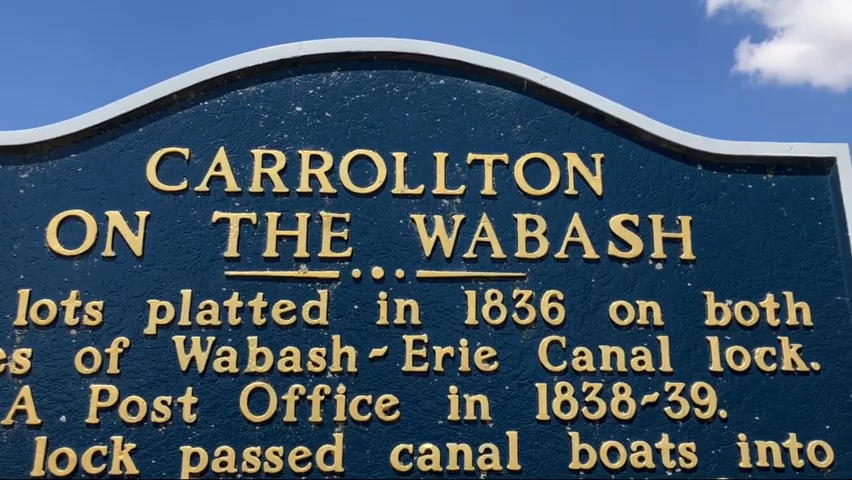 CARROLLTON
ON THE WABASH
lots platted in 1836 on both
of Wabash-Erie Canal lock.
A Post Office in 1838-39.
lock passed canal boats into